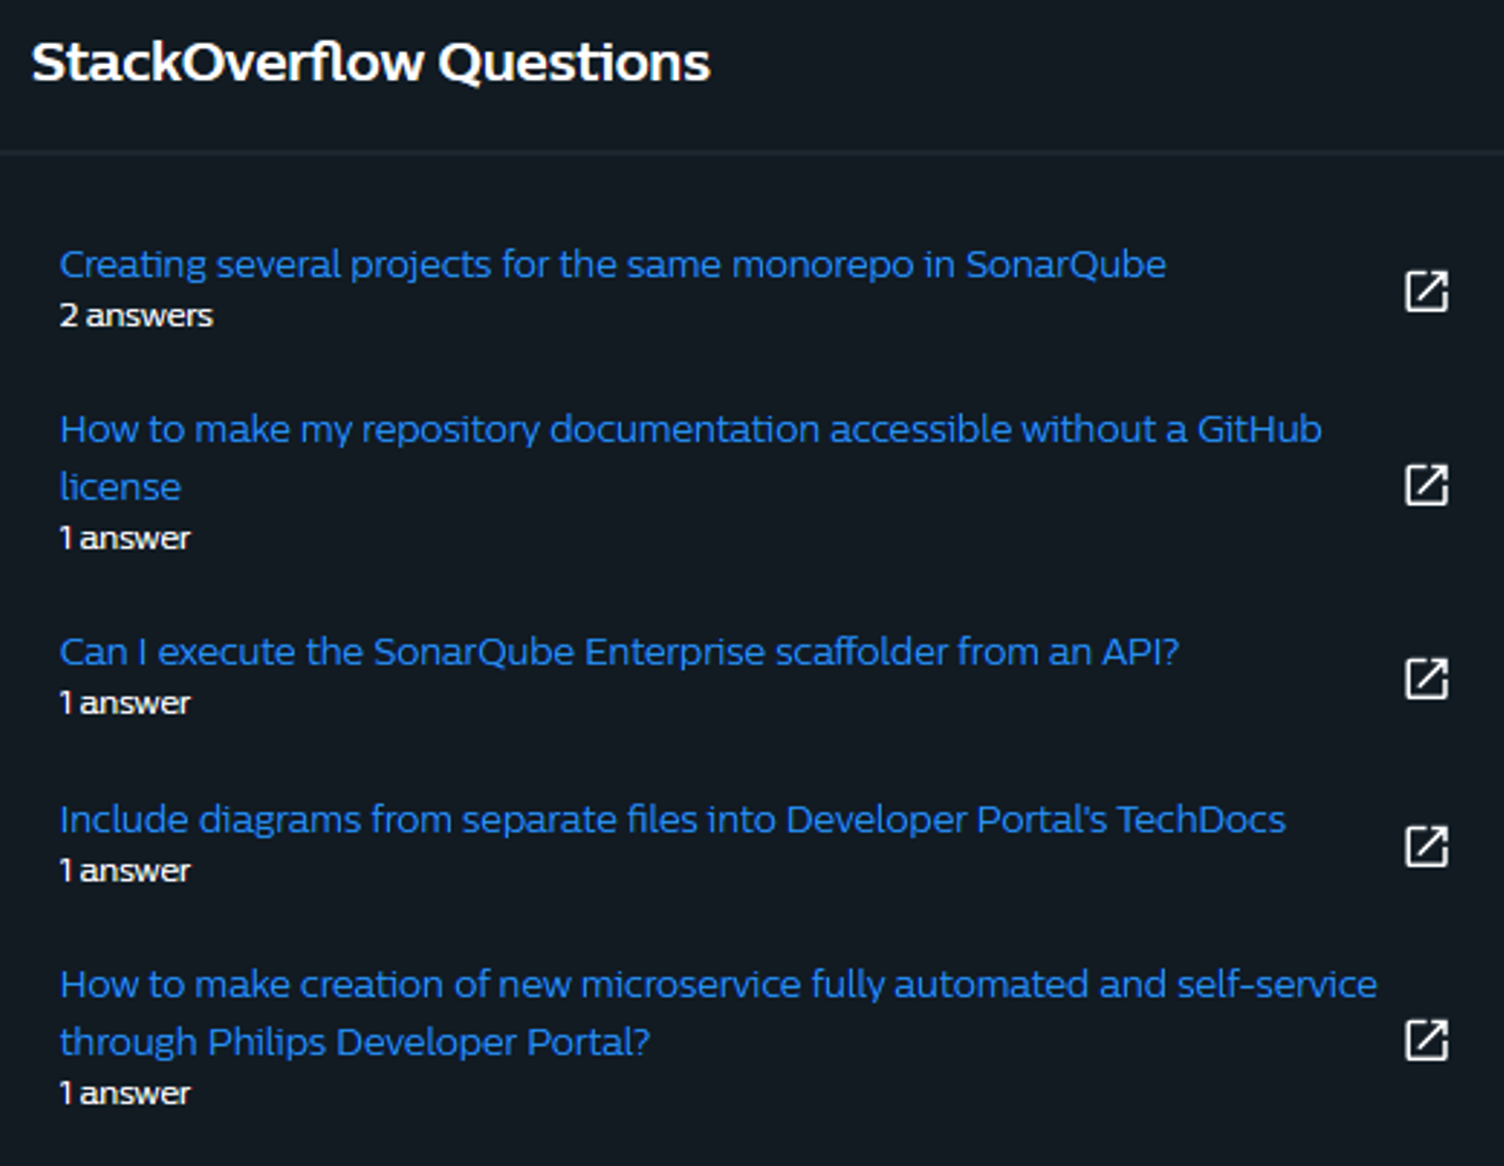 StackOverflow Questions
Creating several projects for the same monorepo in SonarQube
2 answers
How to make my repository documentation accessible without a GitHub
license
1 answer
Can I execute the SonarQube Enterprise scaffolder from an API?
1 answer
Include diagrams from separate files into Developer Portal's TechDocs
1 answer
How to make creation of new microservice fully automated and self-service
through Philips Developer Portal?
1 answer